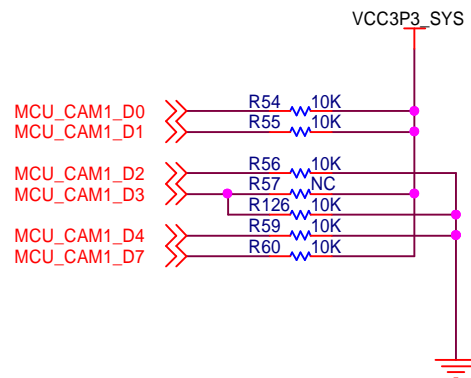 VCC3P3_SYS
MCU_CAM1_D0 R54 10K
MCU_CAM1_D1 R55 10K
MCU_CAM1_D2 R56 10K
MCU_CAM1_D3 R57 NC
R126 10K
MCU_CAM1_D4 R59 10K
MCU_CAM1_D7 R60 10K